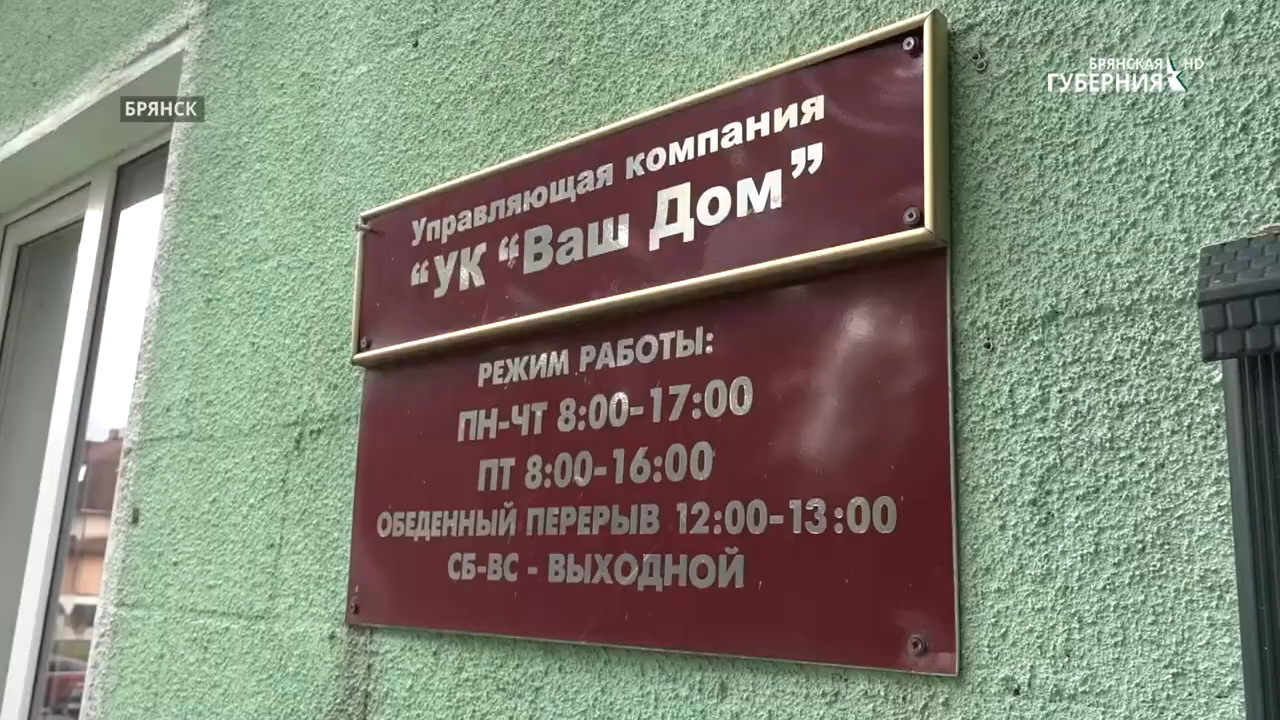 БРЯНСК
БРЯНСКАЯ HD
ГУБЕРНИЯ
Управляющая компания
“УК “Ваш Дом”
РЕЖИМ РАБОТЫ:
ПН-ЧТ 8:00-17:00
ПТ 8:00-16:00
ОБЕДЕННЫЙ ПЕРЕРЫВ 12:00-13:00
СБ-ВС - ВЫХОДНОЙ